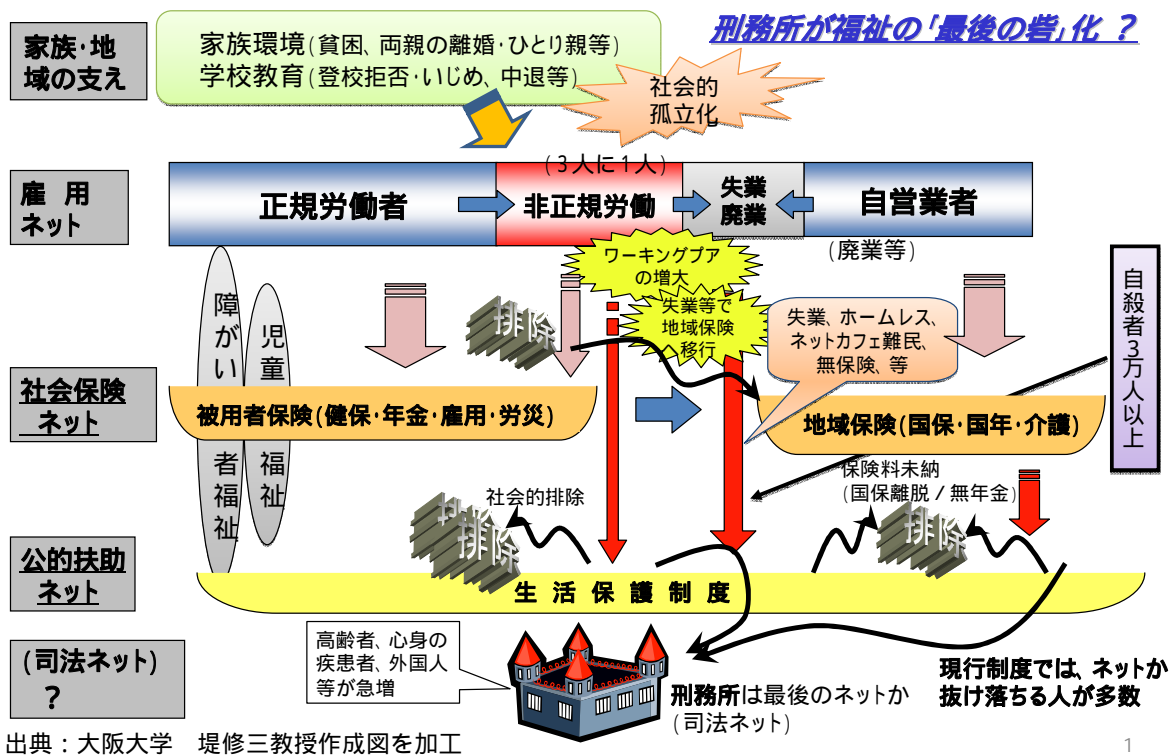 刑務所が福祉の「最後の砦」化 ?
家族・地
域の支え
家族環境(貧困、両親の離婚・ひとり親等)
学校教育(登校拒否・いじめ、中退等)
社会的
孤立化
(3人に1人)
雇 用
ネット
正規労働者
非正規労働
失業
廃業
自営業者
(廃業等)
ワーキングプア
の増大
失業等で
地域保険
へ移行
失業、ホームレス、
ネットカフェ難民、
無保険、等
自殺者3万人以上
障がい者福祉
児童福祉
排除
社会保険
ネット
被用者保険(健保・年金・雇用・労災)
地域保険(国保・国年・介護)
保険料未納
(国保離脱/無年金)
社会的排除
排除
排除
排除
公的扶助
ネット
生 活 保 護 制 度
(司法ネット)
?
高齢者、心身の
疾患者、外国人
等が急増
刑務所は最後のネットか
(司法ネット)
現行制度では、ネットか
抜け落ちる人が多数
出典:大阪大学 堤修三教授作成図を加工
1